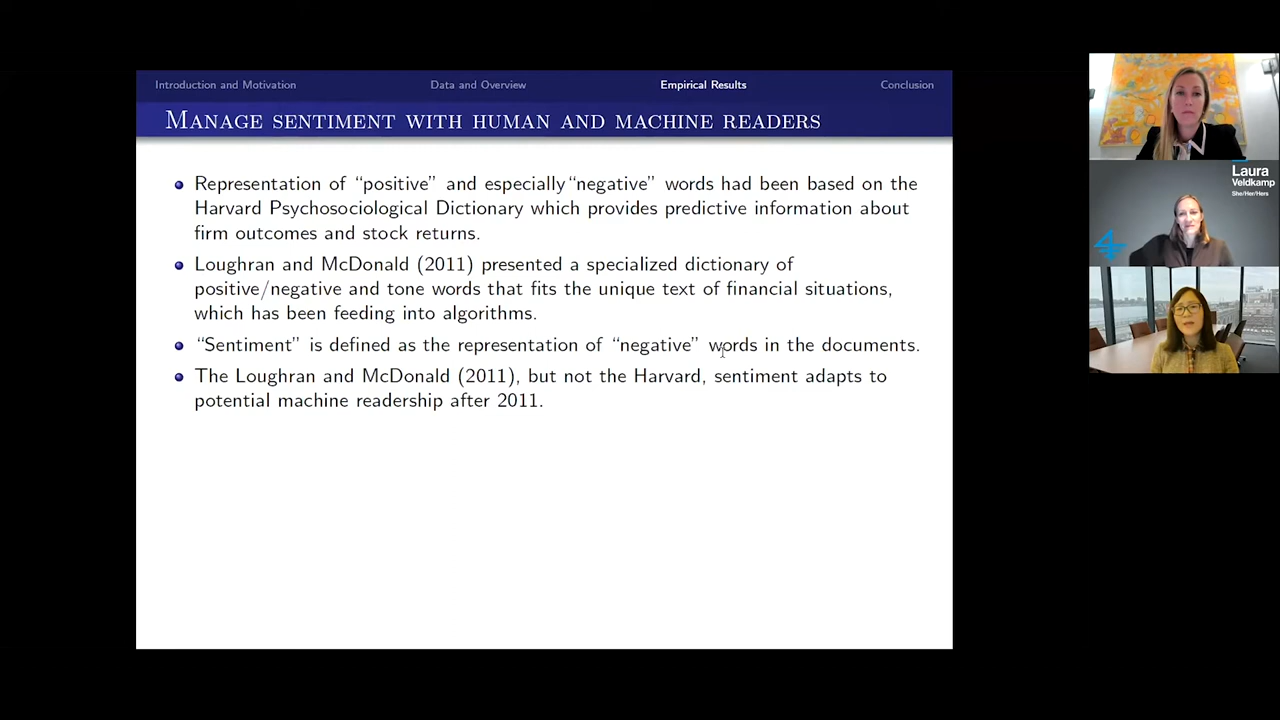 Introduction and Motivation
Data and Overview
Empirical Results
Conclusion
Manage sentiment with human and machine readers
Representation of “positive” and especially“negative” words had been based on the
Harvard Psychosociological Dictionary which provides predictive information about
firm outcomes and stock returns.
Loughran and McDonald (2011) presented a specialized dictionary of
positive/negative and tone words that fits the unique text of financial situations,
which has been feeding into algorithms.
“Sentiment” is defined as the representation of “negative” words in the documents.
The Loughran and McDonald (2011), but not the Harvard, sentiment adapts to
potential machine readership after 2011.
Laura
Veldkamp
She/Her/Hers